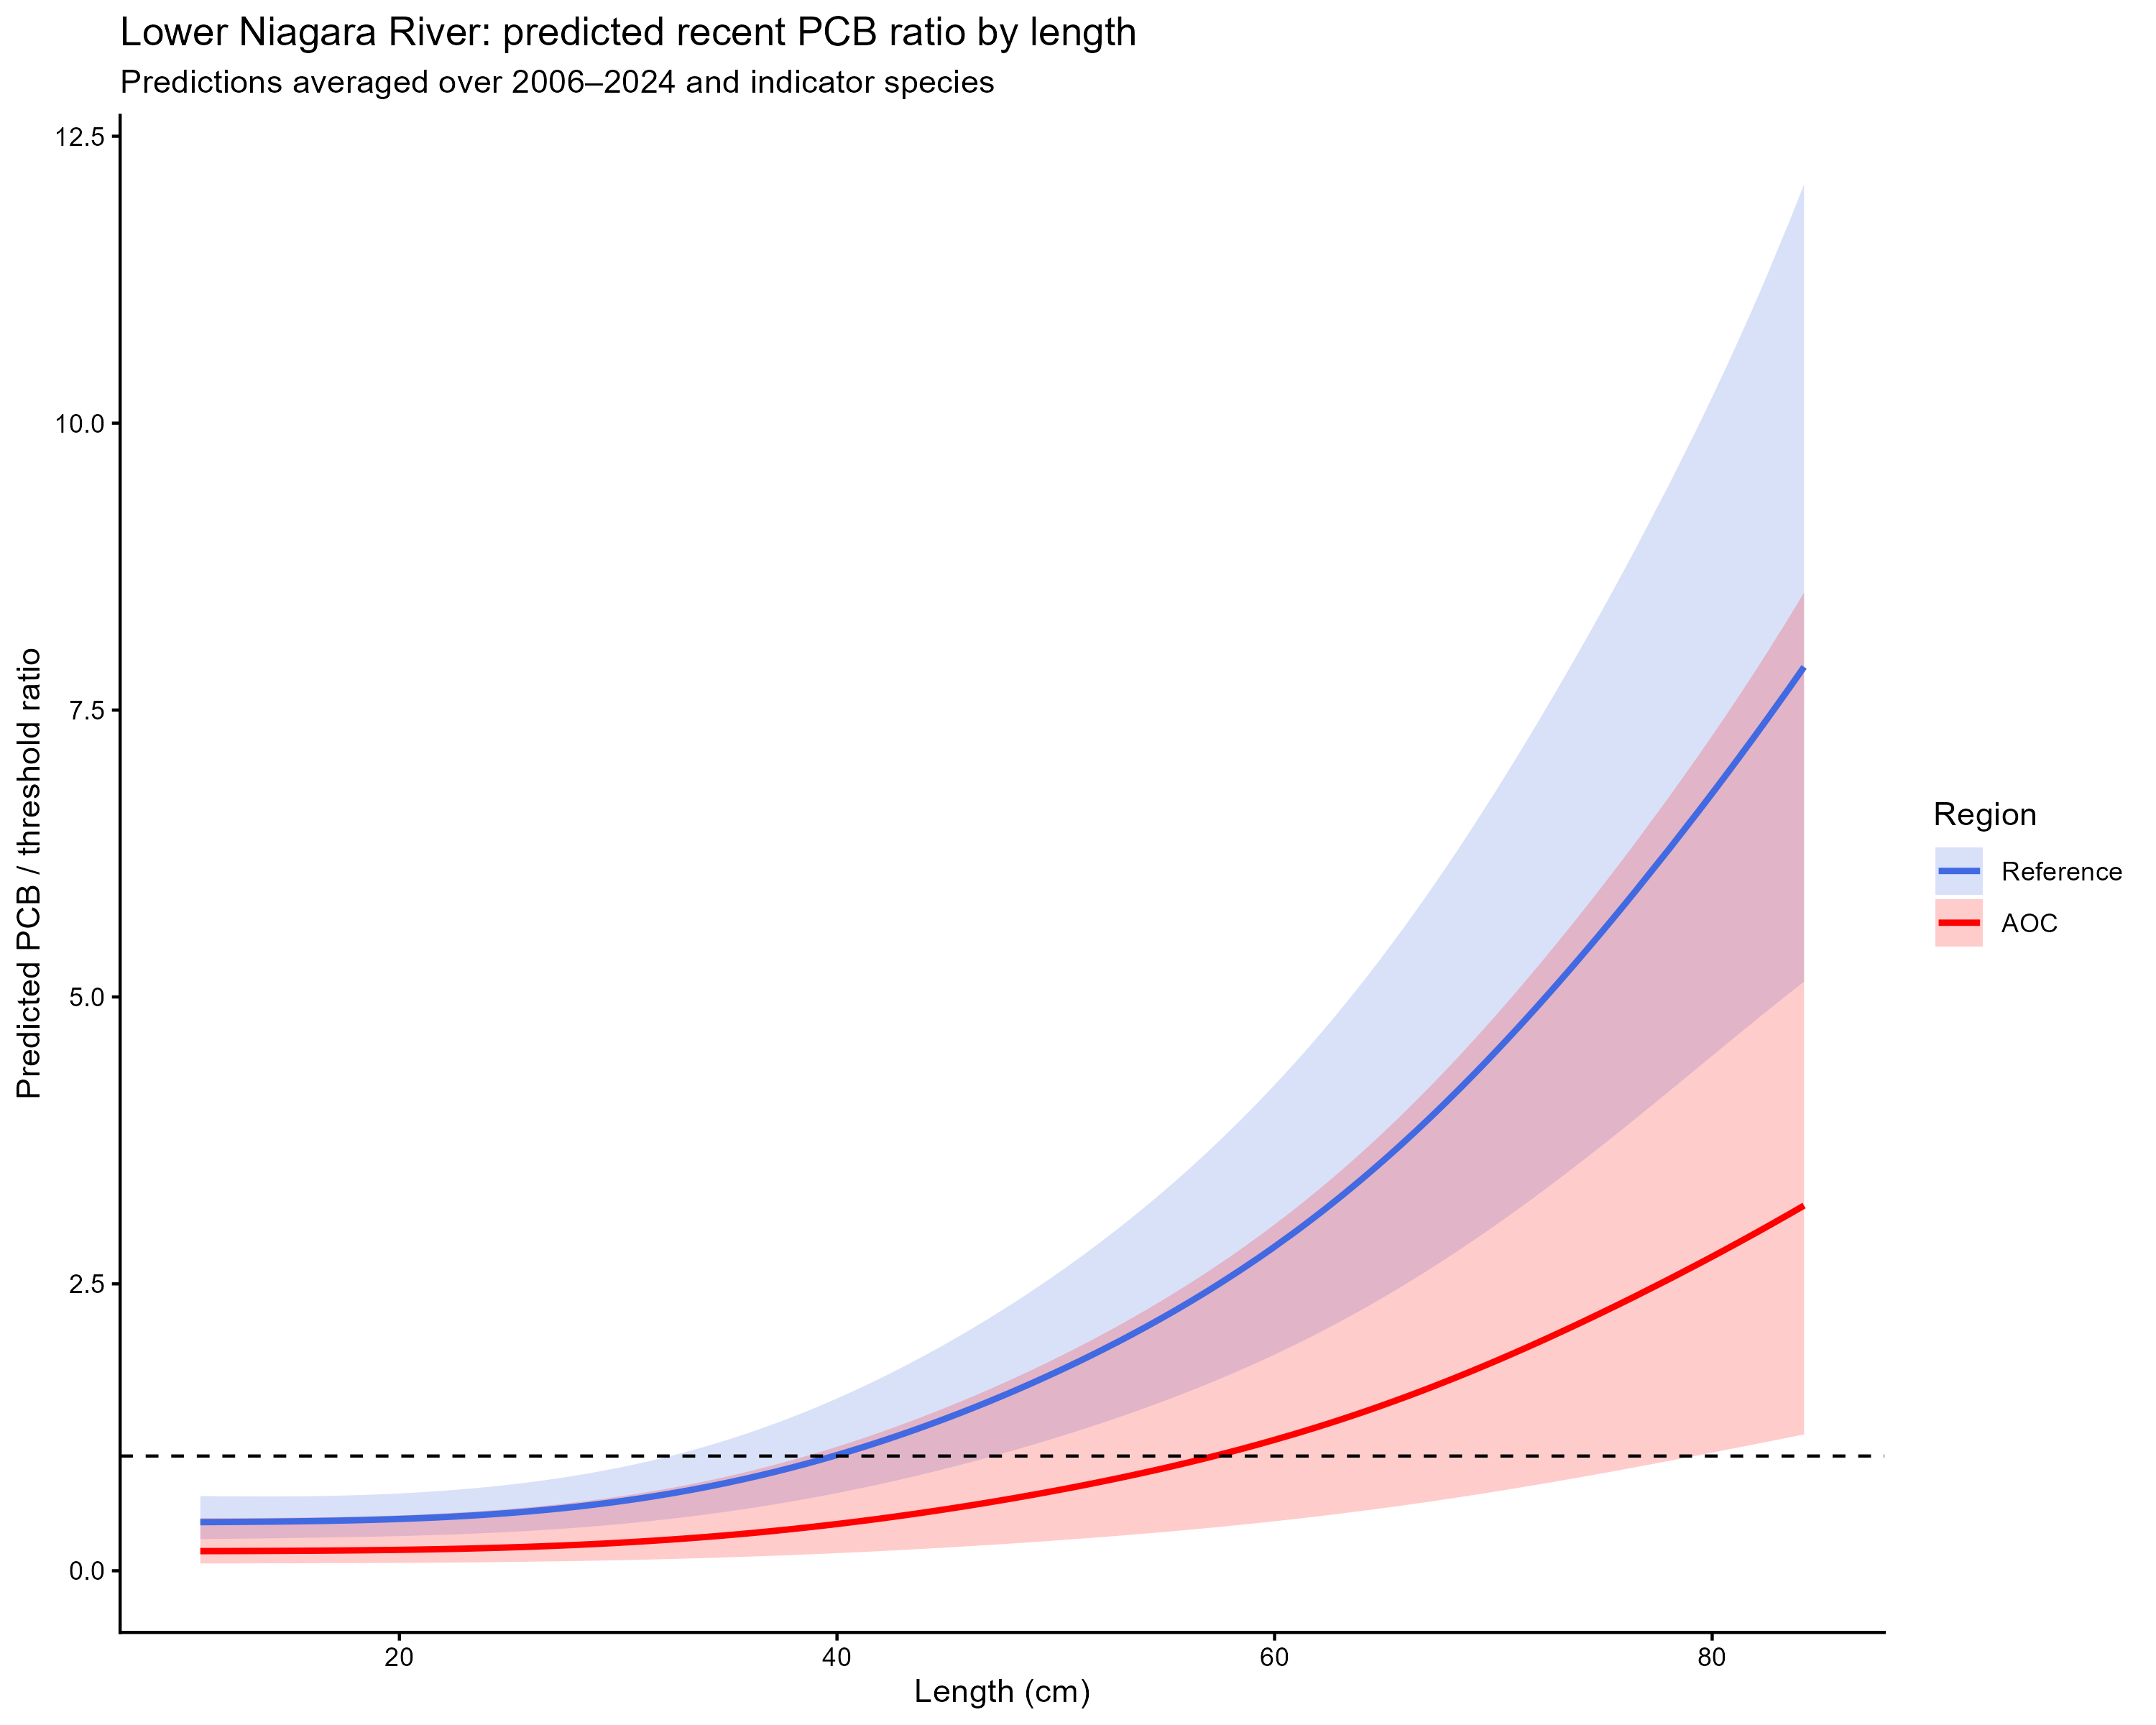 Lower Niagara River: predicted recent PCB ratio by length
Predictions averaged over 2006–2024 and indicator species
12.5
10.0
7.5
5.0
2.5
0.0
Predicted PCB / threshold ratio
20
40
60
80
Length (cm)
Region
Reference
AOC